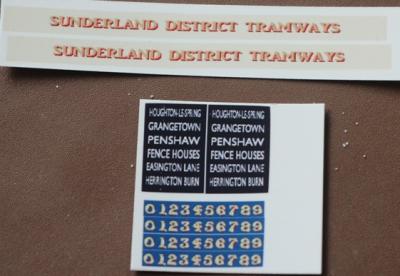 SUNDERLAND DISTRICT TRAMWAYS
SUNDERLAND DISTRICT TRAMWAYS
HOUGHTON-LE-SPRING HOUGHTON-LE-SPRING
GRANGETOWN GRANGETOWN
PENSHAW PENSHAW
FENCE HOUSES FENCE HOUSES
EASINGTON LANE EASINGTON LANE
HERRINGTON BURN HERRINGTON BURN
0123456789
0123456789
0123456789
0123456789